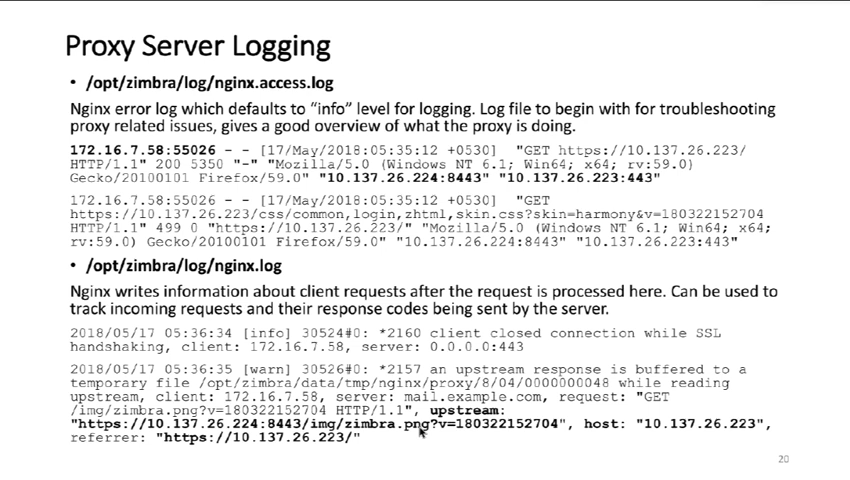 Proxy Server Logging
• /opt/zimbra/log/nginx.access.log
Nginx error log which defaults to “info” level for logging. Log file to begin with for troubleshooting
proxy related issues, gives a good overview of what the proxy is doing.
172.16.7.58:55026 - - [17/May/2018:05:35:12 +0530]  "GET https://10.137.26.223/
HTTP/1.1" 200 5350 "-" "Mozilla/5.0 (Windows NT 6.1; Win64; x64; rv:59.0)
Gecko/20100101 Firefox/59.0" "10.137.26.224:8443" "10.137.26.223:443"
172.16.7.58:55026 - - [17/May/2018:05:35:12 +0530]  "GET
https://10.137.26.223/css/common,login,zhtml,skin.css?skin=harmony&v=180322152704
HTTP/1.1" 499 0 "https://10.137.26.223/" "Mozilla/5.0 (Windows NT 6.1; Win64; x64;
rv:59.0) Gecko/20100101 Firefox/59.0" "10.137.26.224:8443" "10.137.26.223:443"
• /opt/zimbra/log/nginx.log
Nginx writes information about client requests after the request is processed here. Can be used to
track incoming requests and their response codes being sent by the server.
2018/05/17 05:36:34 [info] 30524#0: *2160 client closed connection while SSL
handshaking, client: 172.16.7.58, server: 0.0.0.0:443
2018/05/17 05:36:35 [warn] 30526#0: *2157 an upstream response is buffered to a
temporary file /opt/zimbra/data/tmp/nginx/proxy/8/04/0000000048 while reading
upstream, client: 172.16.7.58, server: mail.example.com, request: "GET
/img/zimbra.png?v=180322152704 HTTP/1.1", upstream:
"https://10.137.26.224:8443/img/zimbra.png?v=180322152704", host: "10.137.26.223",
referrer: "https://10.137.26.223/"
20